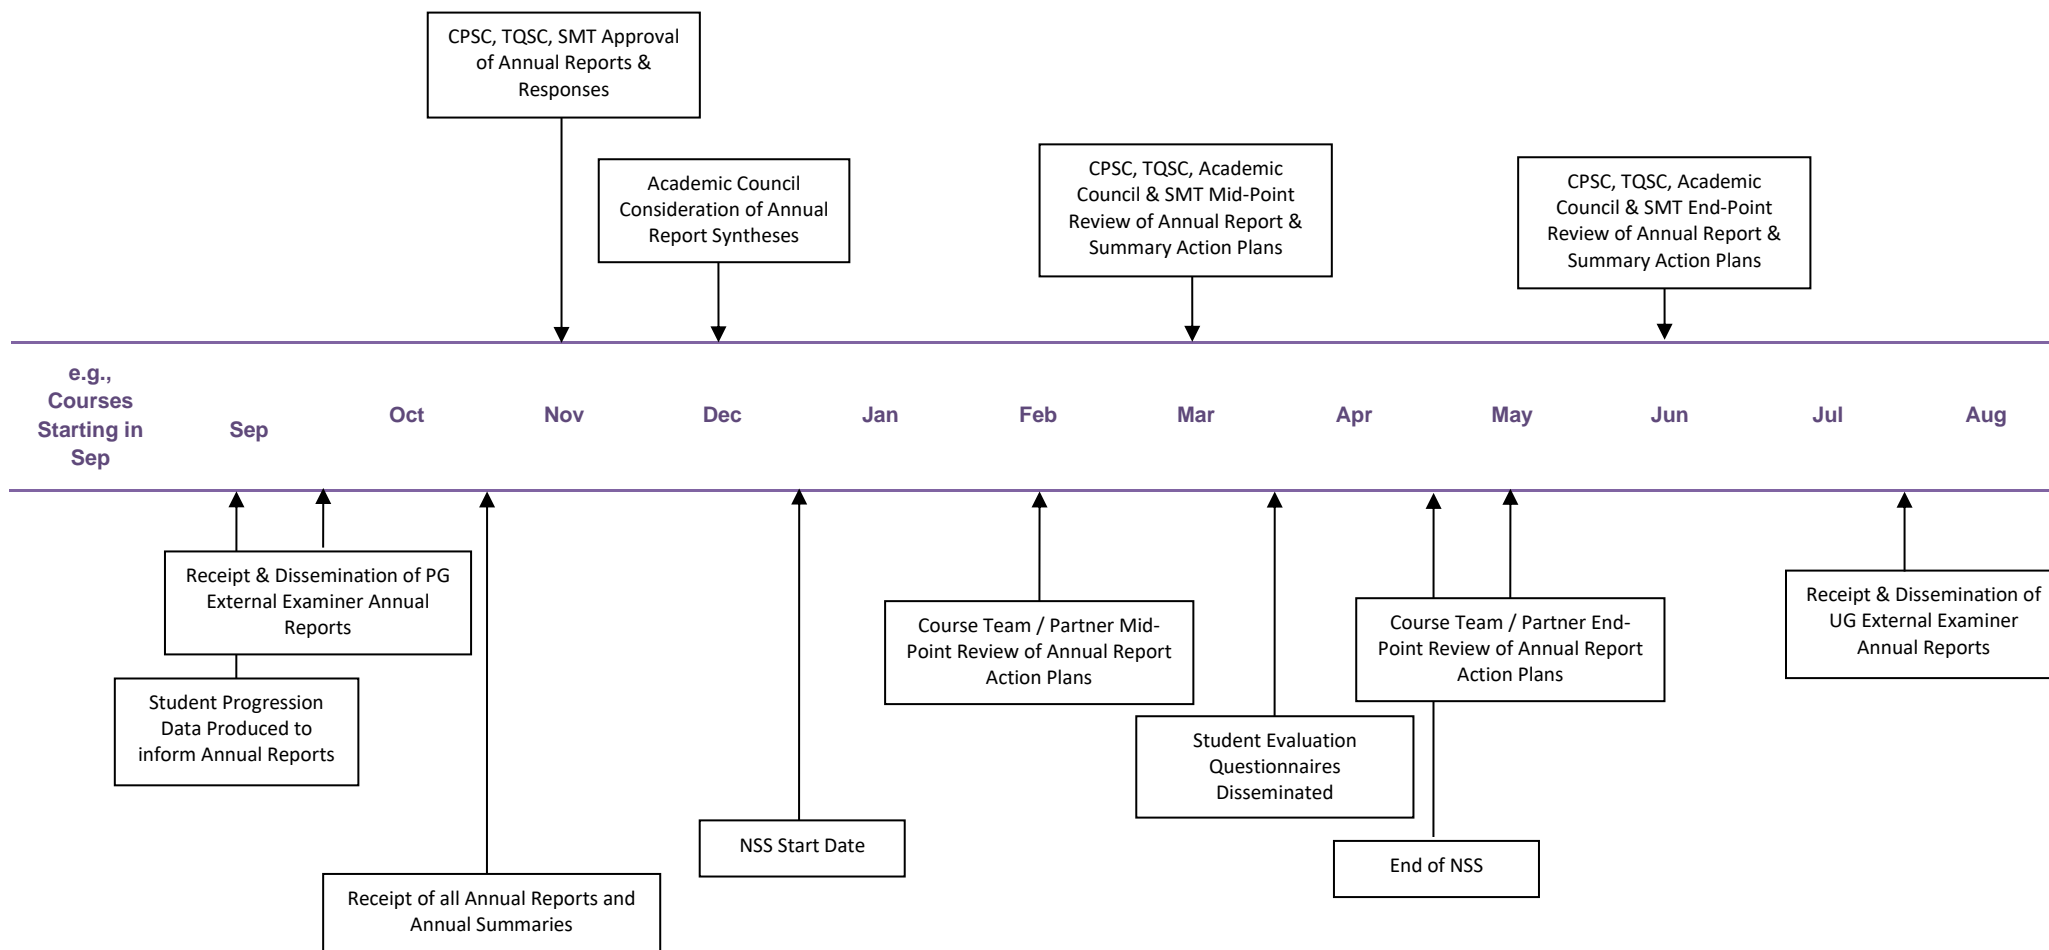 CPSC, TQSC, SMT Approval
of Annual Reports &
Responses
Academic Council
Consideration of Annual
Report Syntheses
CPSC, TQSC, Academic
Council & SMT Mid-Point
Review of Annual Report &
Summary Action Plans
CPSC, TQSC, Academic
Council & SMT End-Point
Review of Annual Report &
Summary Action Plans
e.g.,
Courses
Starting in
Sep
Sep
Oct
Nov
Dec
Jan
Feb
Mar
Apr
May
Jun
Jul
Aug
Receipt & Dissemination of PG
External Examiner Annual
Reports
Student Progression
Data Produced to
inform Annual Reports
Receipt of all Annual Reports and
Annual Summaries
NSS Start Date
Course Team / Partner Mid-
Point Review of Annual Report
Action Plans
Student Evaluation
Questionnaires
Disseminated
End of NSS
Course Team / Partner End-
Point Review of Annual Report
Action Plans
Receipt & Dissemination of
UG External Examiner
Annual Reports